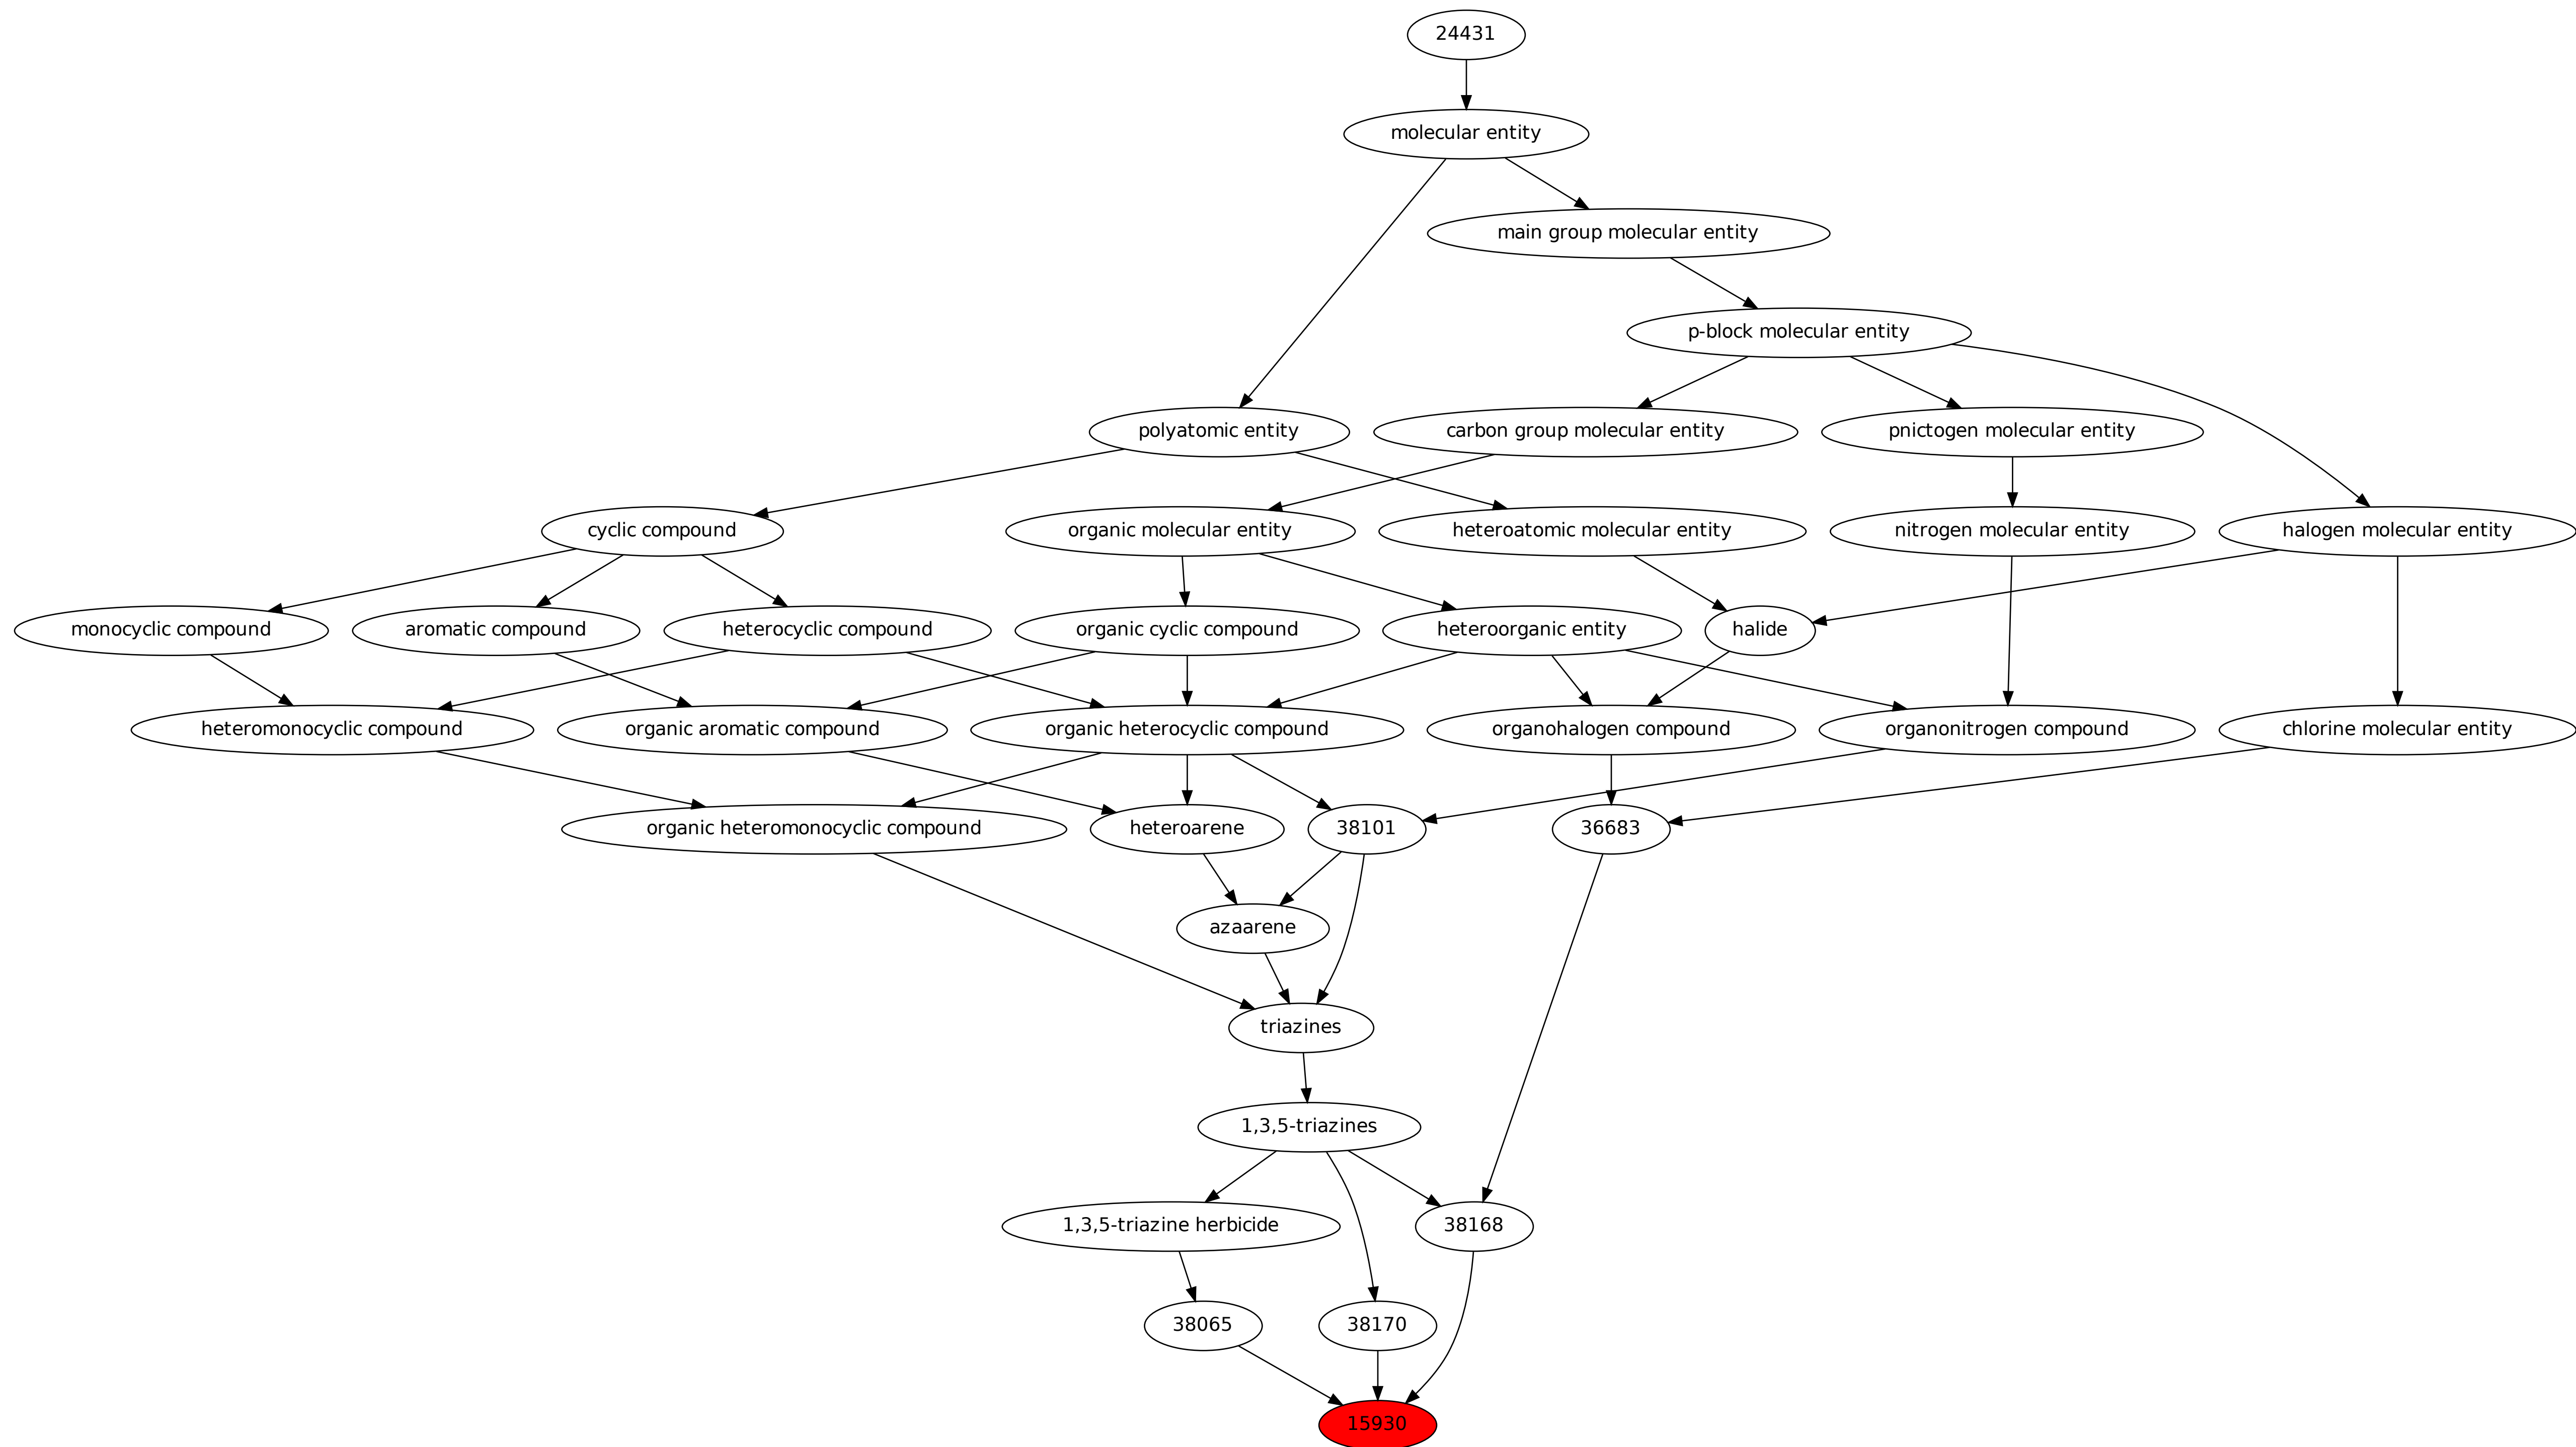 24431
molecular entity
main group molecular entity
p-block molecular entity
polyatomic entity
carbon group molecular entity
pnictogen molecular entity
cyclic compound
organic molecular entity
heteroatomic molecular entity
nitrogen molecular entity
halogen molecular entity
monocyclic compound
aromatic compound
heterocyclic compound
organic cyclic compound
heteroorganic entity
halide
heteromonocyclic compound
organic aromatic compound
organic heterocyclic compound
organohalogen compound
organonitrogen compound
chlorine molecular entity
organic heteromonocyclic compound
heteroarene
38101
36683
azaarene
triazines
1,3,5-triazines
1,3,5-triazine herbicide
38168
38065
38170
15930